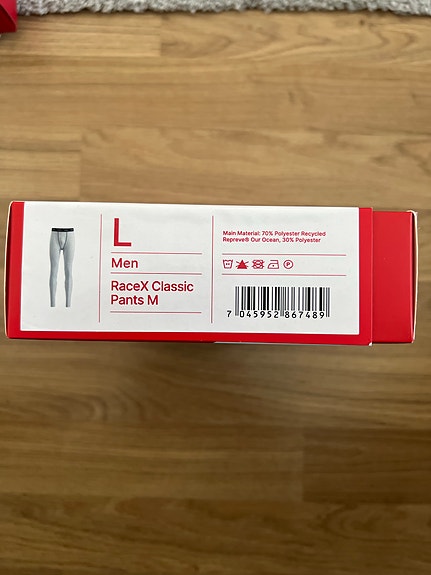 L
Men
RaceX Classic
Pants M
Main Material: 70% Polyester Recycled
Repreve® Our Ocean, 30% Polyester
7 045952 867489